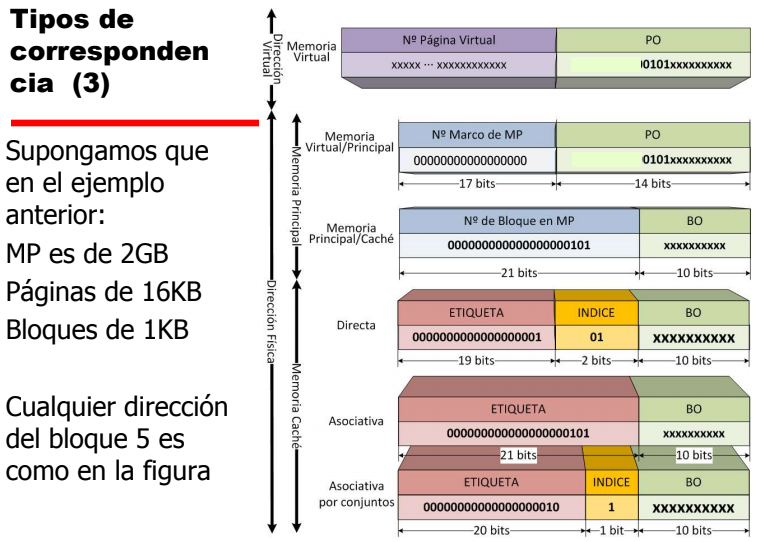 Tipos de
corresponden
cia (3)
Supongamos que
en el ejemplo
anterior:
MP es de 2GB
Páginas de 16KB
Bloques de 1KB
Cualquier dirección
del bloque 5 es
como en la figura
Dirección
Virtual
Dirección Física
Memoria Principal
Memoria Caché
Memoria
Virtual
Nº Página Virtual
PO
xxxxx ··· xxxxxxxxxxxx
0101xxxxxxxxxx
Memoria
Virtual/Principal
Nº Marco de MP
PO
00000000000000000
0101xxxxxxxxxx
17 bits
14 bits
Memoria
Principal/Caché
Nº de Bloque en MP
BO
000000000000000000101
xxxxxxxxxx
21 bits
10 bits
Directa
ETIQUETA
INDICE
BO
0000000000000000001
01
xxxxxxxxxx
19 bits
2 bits
10 bits
Asociativa
ETIQUETA
BO
000000000000000000101
xxxxxxxxxx
21 bits
10 bits
Asociativa
por conjuntos
ETIQUETA
INDICE
BO
00000000000000000010
1
xxxxxxxxxx
20 bits
1 bit
10 bits